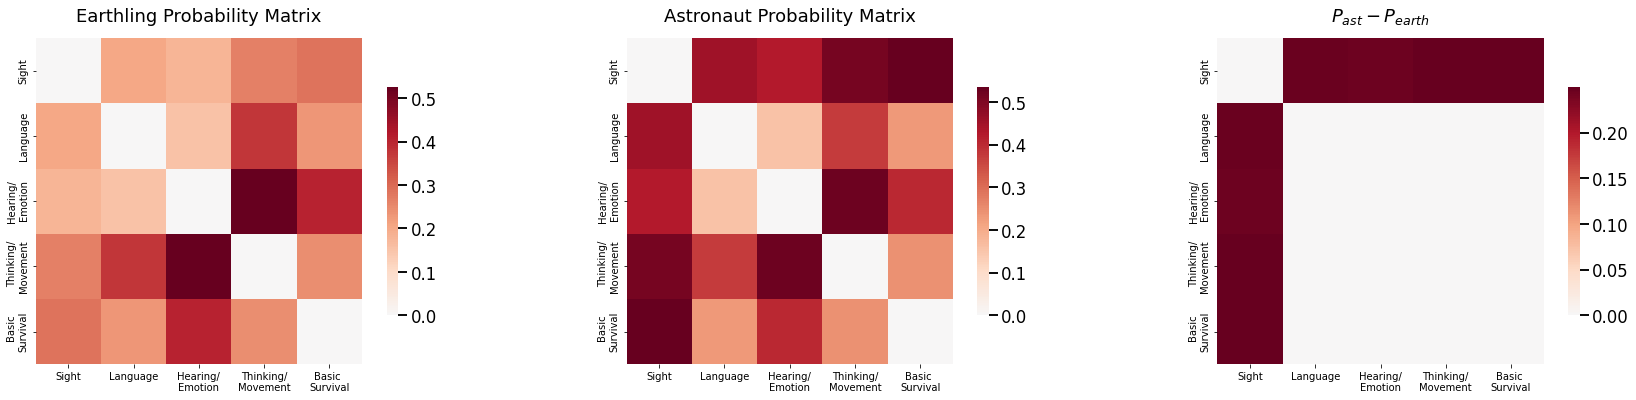 Earthling Probability Matrix
Sight
Language
Hearing/
Emotion
Thinking/
Movement
Basic
Survival
Sight
Language
Hearing/
Emotion
Thinking/
Movement
Basic
Survival
0.5
0.4
0.3
0.2
0.1
0.0
Astronaut Probability Matrix
Sight
Language
Hearing/
Emotion
Thinking/
Movement
Basic
Survival
Sight
Language
Hearing/
Emotion
Thinking/
Movement
Basic
Survival
0.5
0.4
0.3
0.2
0.1
0.0
P_ast − P_earth
Sight
Language
Hearing/
Emotion
Thinking/
Movement
Basic
Survival
Sight
Language
Hearing/
Emotion
Thinking/
Movement
Basic
Survival
0.20
0.15
0.10
0.05
0.00